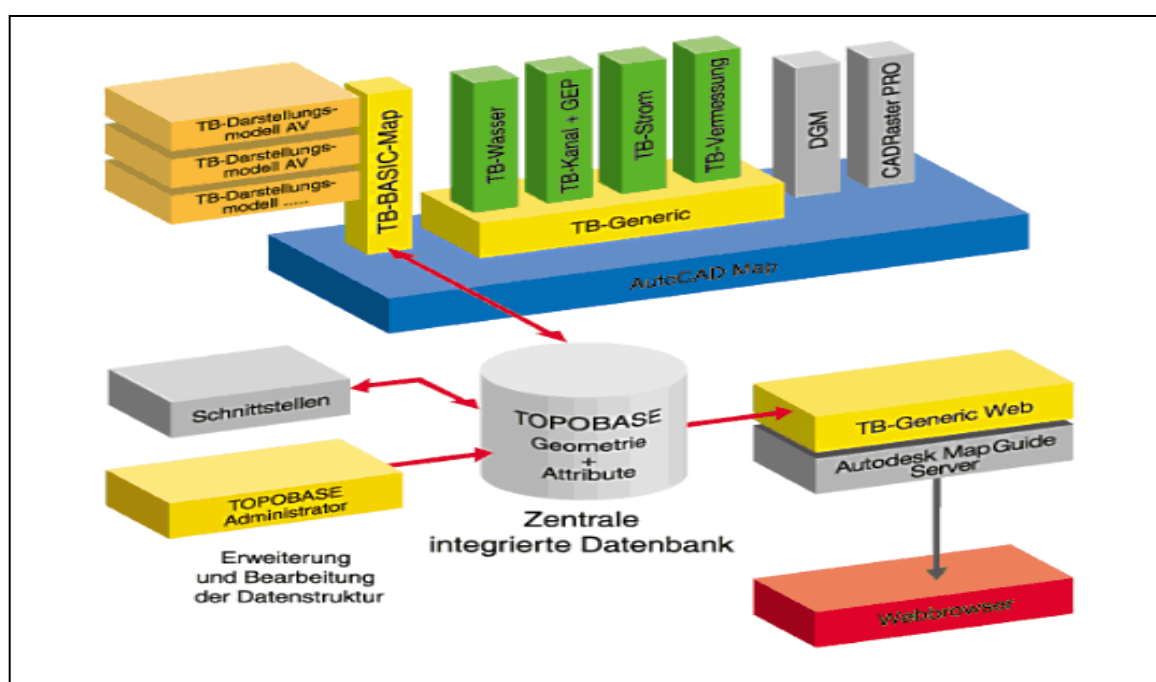 TB-Darstellungs-
modell AV
TB-Darstellungs-
modell AV
TB-Darstellungs-
modell .....
TB-BASIC-Map
TB-Wasser
TB-Kanal + GEP
TB-Strom
TB-Vermessung
DGM
CADRaster PRO
TB-Generic
AutoCAD Map
Schnittstellen
TOPOBASE
Administrator
Erweiterung
und Bearbeitung
der Datenstruktur
TOPOBASE
Geometrie
+
Attribute
Zentrale
integrierte Datenbank
TB-Generic Web
Autodesk MapGuide
Server
Webbrowser